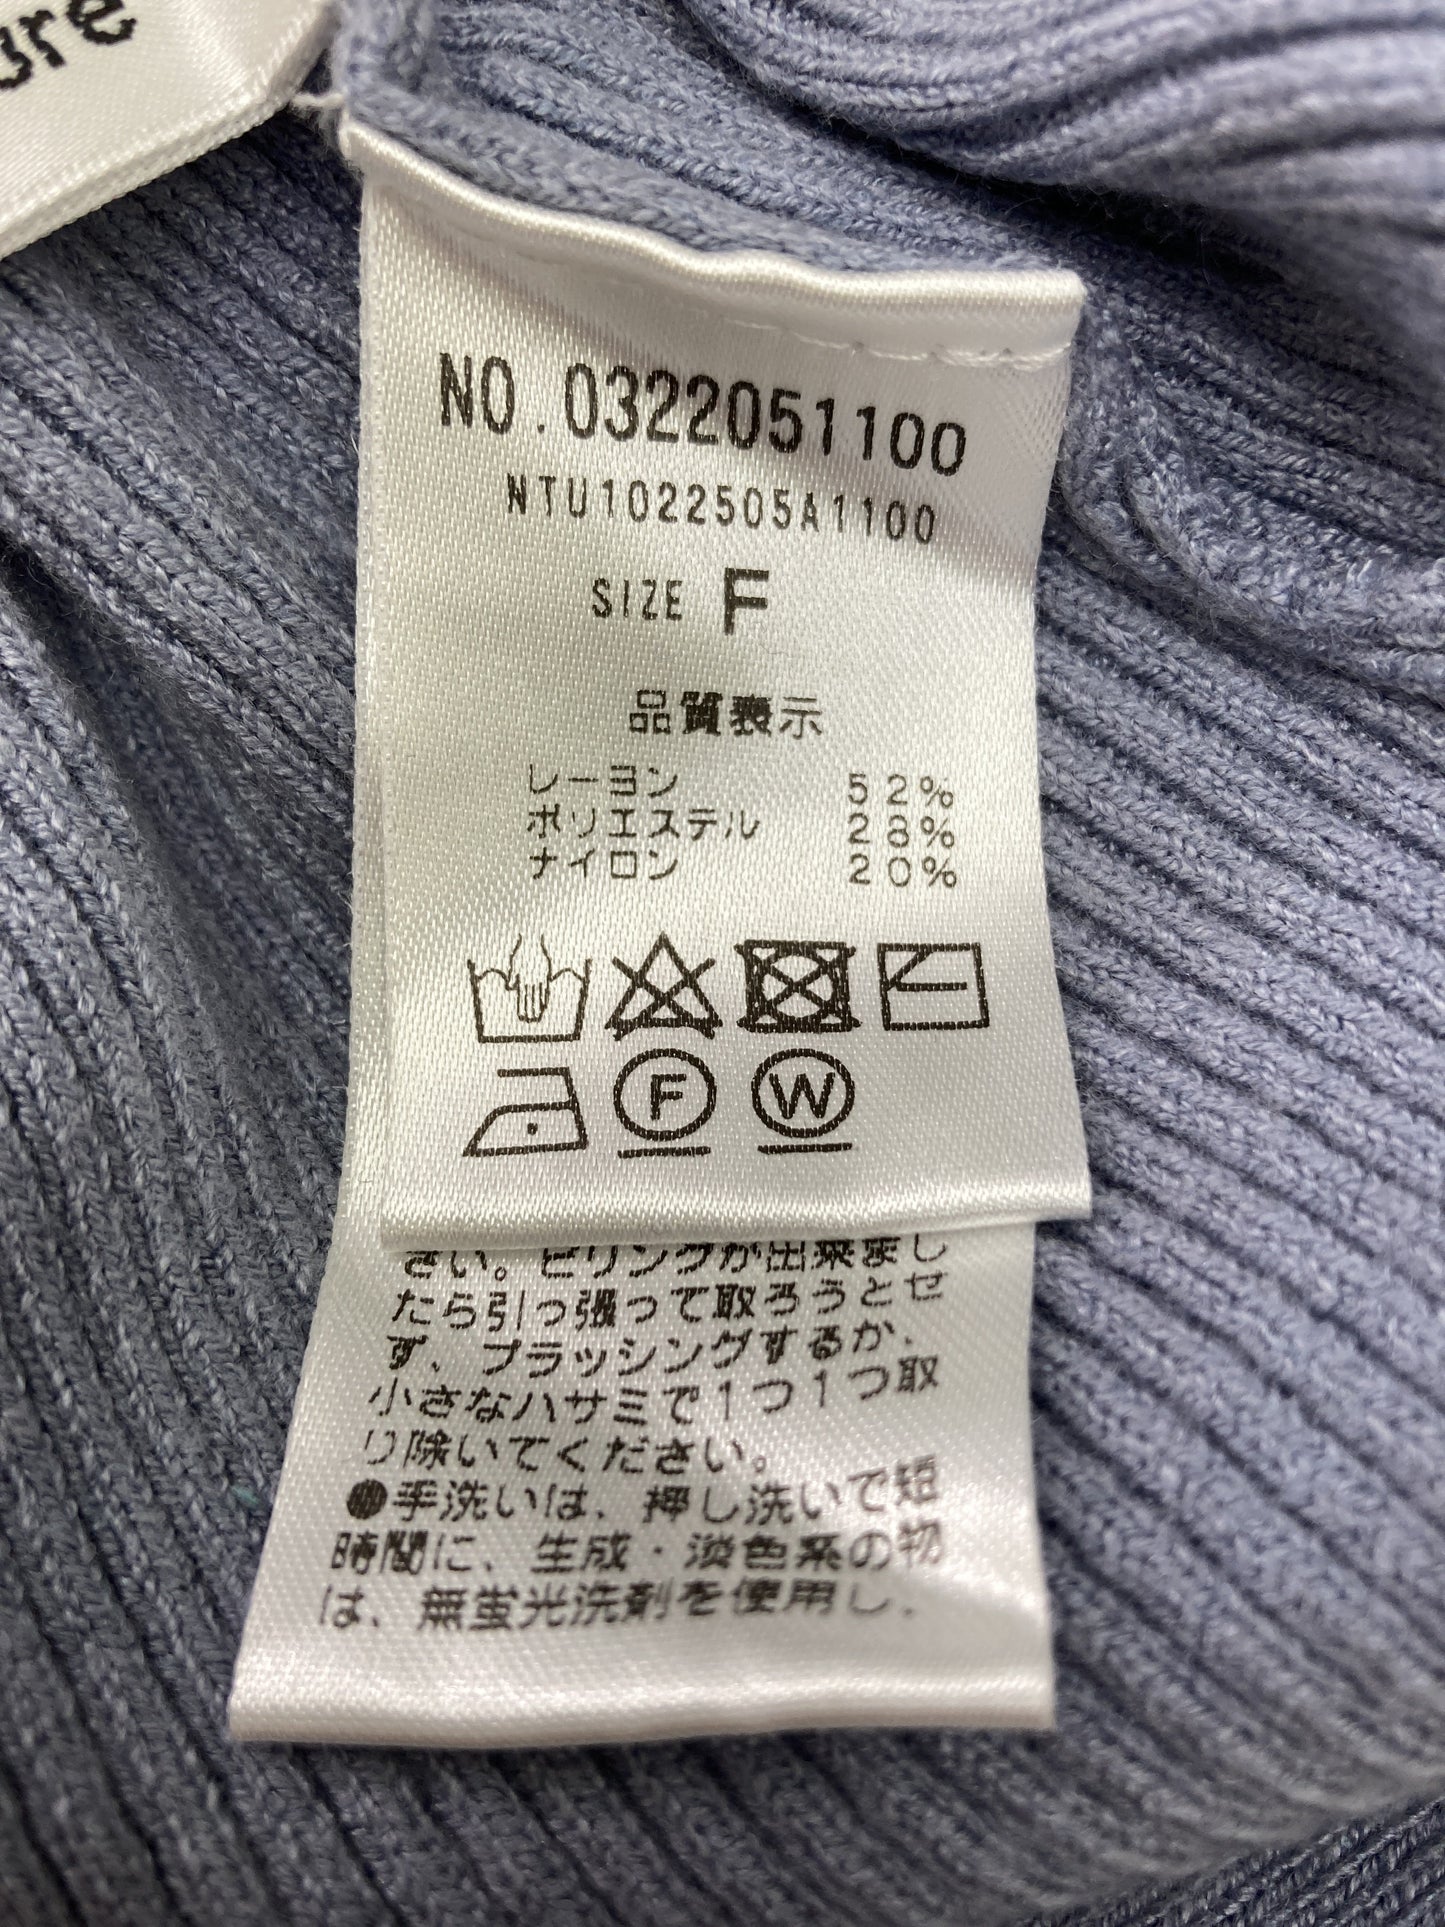 NO.0322051100
NTU1022505A1100
SIZE F
品質表示
レーヨン 52%
ポリエステル 28%
ナイロン 20%
F W
さい。ピリングが出来まし
たら引っ張って取ろうとせ
ず、ブラッシングするか、
小さなハサミで1つ1つ取
り除いてください。
●手洗いは、押し洗いで短
時間に、生成・淡色系の物
は、無蛍光洗剤を使用し、